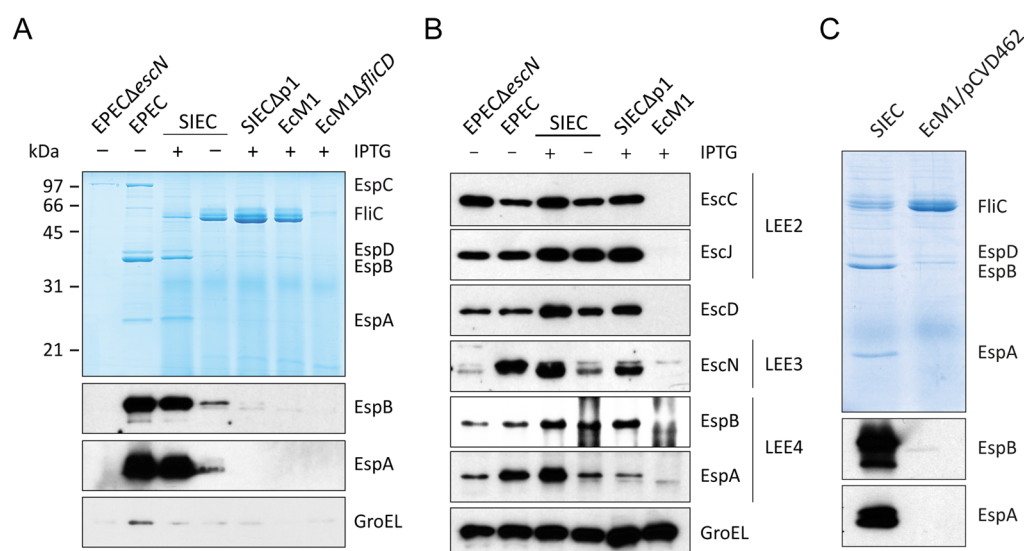 A
EPECΔescN
EPEC
SIEC
SIECΔp1
EcM1
EcM1ΔfliCD
kDa
– – + – + + + IPTG
97
66
45
31
21
EspC
FliC
EspD
EspB
EspA
EspB
EspA
GroEL
B
EPECΔescN
EPEC
SIEC
SIECΔp1
EcM1
– – + – + + IPTG
EscC
EscJ
LEE2
EscD
EscN
LEE3
EspB
EspA
LEE4
GroEL
C
SIEC
EcM1/pCVD462
FliC
EspD
EspB
EspA
EspB
EspA